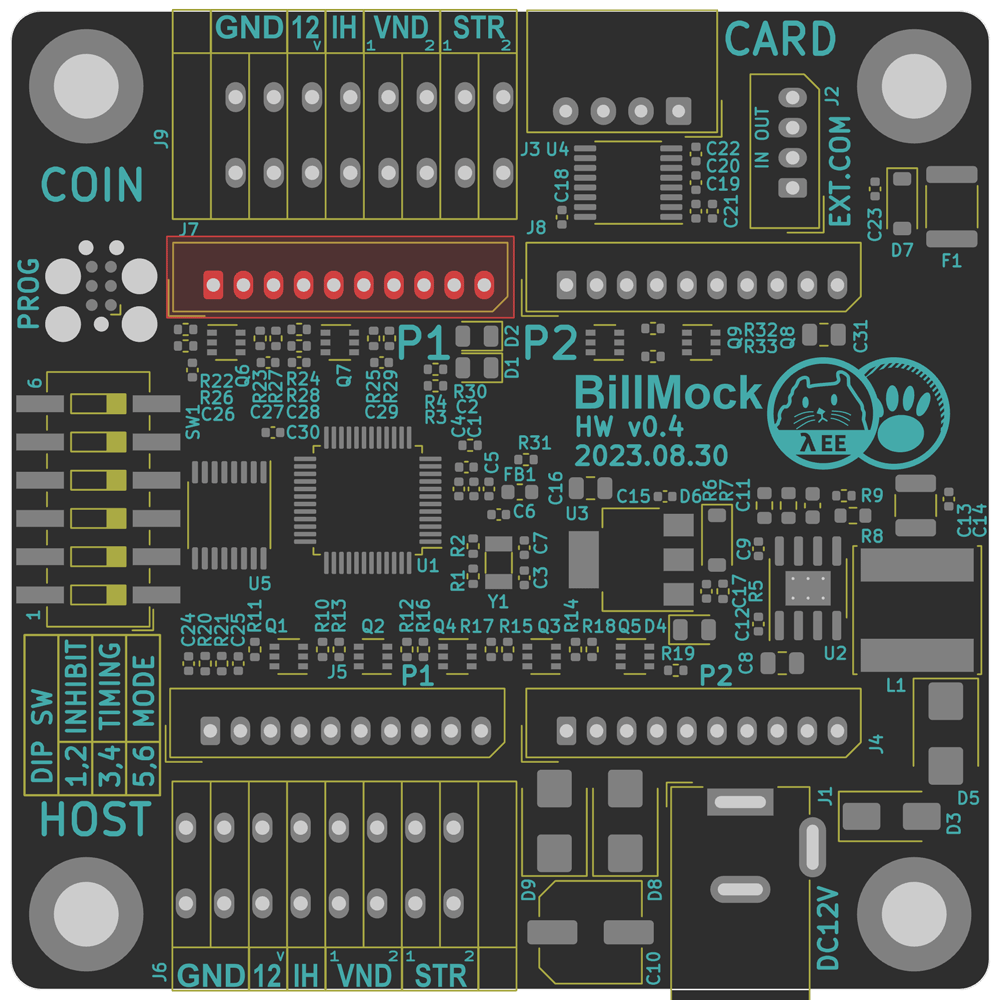 GND 12V IH VND STR
1 2 1 2
CARD
J9
COIN
J3 U4
C22
C20
C19
C18
C21
J2
IN OUT
EXT.COM
C23
D7
F1
J7
J8
PROG
P1
D2
D1
P2
Q9
R32
R33
Q8
C31
R22
R26
C26
Q6
R23
R27
C27
R24
R28
C28
Q7
R25
R29
C29
R4
R3
R30
C2
C4
C1
C30
BillMock
HW v0.4
2023.08.30
λEE
6
SW1
1
U5
U1
C5
R31
FB1
C6
C16
U3
C15
D6
R6
R7
C11
R9
R8
C13
C14
R2
R1
Y1
C7
C3
C9
R5
C17
C12
U2
C8
L1
C24
R20
R21
C25
R11
Q1
R10
R13
Q2
R12
R16
Q4
R17
R15
Q3
R14
R18
Q5
D4
R19
J5
P1
P2
J4
DIP SW
1,2 INHIBIT
3,4 TIMING
5,6 MODE
HOST
J1
D5
D3
D9
D8
C10
DC12V
J6
1 2 1 2
GND 12V IH VND STR